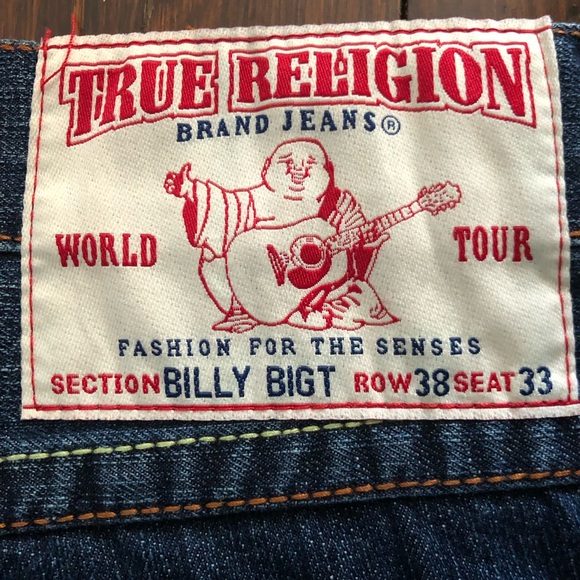 TRUE RELIGION
BRAND JEANS®
WORLD TOUR
FASHION FOR THE SENSES
SECTION BILLY BIGT ROW 38 SEAT 33